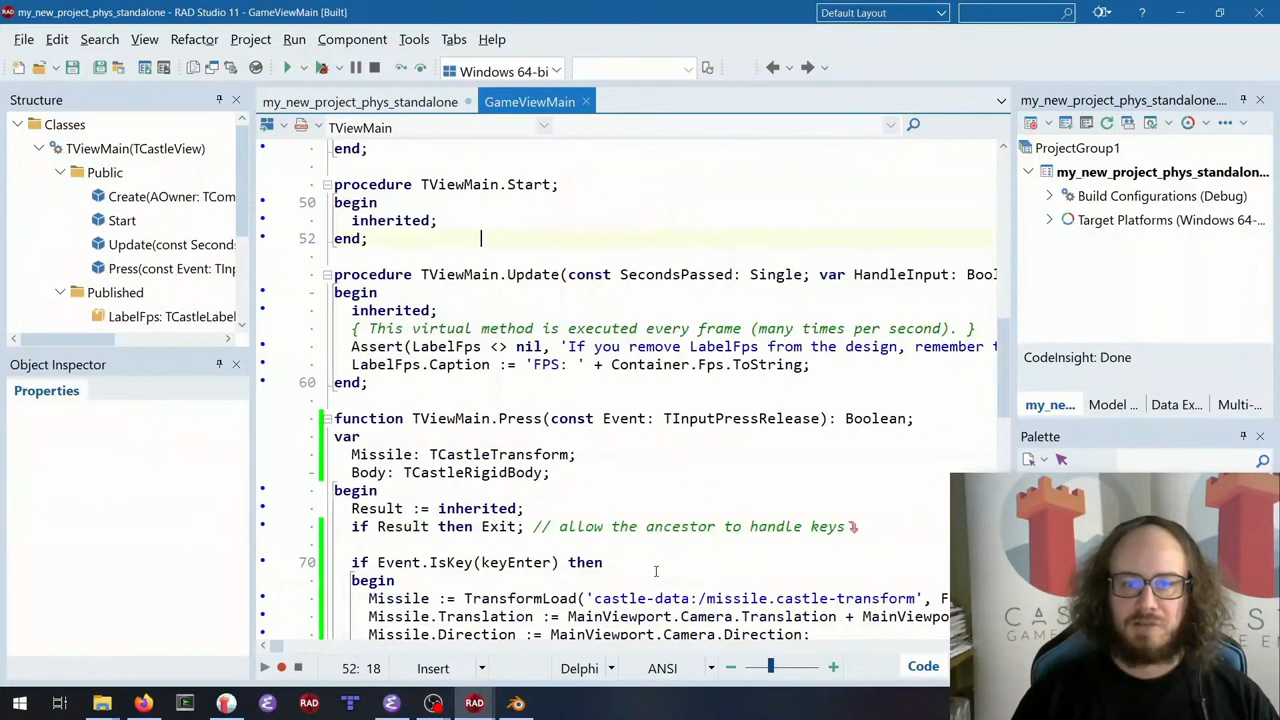 my_new_project_phys_standalone - RAD Studio 11 - GameViewMain [Built]
Default Layout
File Edit Search View Refactor Project Run Component Tools Tabs Help
Windows 64-bi
Structure
my_new_project_phys_standalone
GameViewMain
my_new_project_phys_standalone....
Classes
TViewMain(TCastleView)
Public
Create(AOwner: TCom
Start
Update(const Second
Press(const Event: TInp
Published
LabelFps: TCastleLabel
Object Inspector
Properties
TViewMain
end;
procedure TViewMain.Start;
50 begin
inherited;
52 end;
procedure TViewMain.Update(const SecondsPassed: Single; var HandleInput: Bool
begin
inherited;
{ This virtual method is executed every frame (many times per second). }
Assert(LabelFps <> nil, 'If you remove LabelFps from the design, remember t
LabelFps.Caption := 'FPS: ' + Container.Fps.ToString;
60 end;
function TViewMain.Press(const Event: TInputPressRelease): Boolean;
var
Missile: TCastleTransform;
Body: TCastleRigidBody;
begin
Result := inherited;
if Result then Exit; // allow the ancestor to handle keys
70 if Event.IsKey(keyEnter) then
begin
Missile := TransformLoad('castle-data:/missile.castle-transform', F
Missile.Translation := MainViewport.Camera.Translation + MainViewpo
Missile.Direction := MainViewport.Camera.Direction;
52: 18
Insert
Delphi
ANSI
Code
ProjectGroup1
my_new_project_phys_standalon...
Build Configurations (Debug)
Target Platforms (Windows 64-...
CodeInsight: Done
my_ne...
Model ...
Data Ex...
Multi-...
Palette